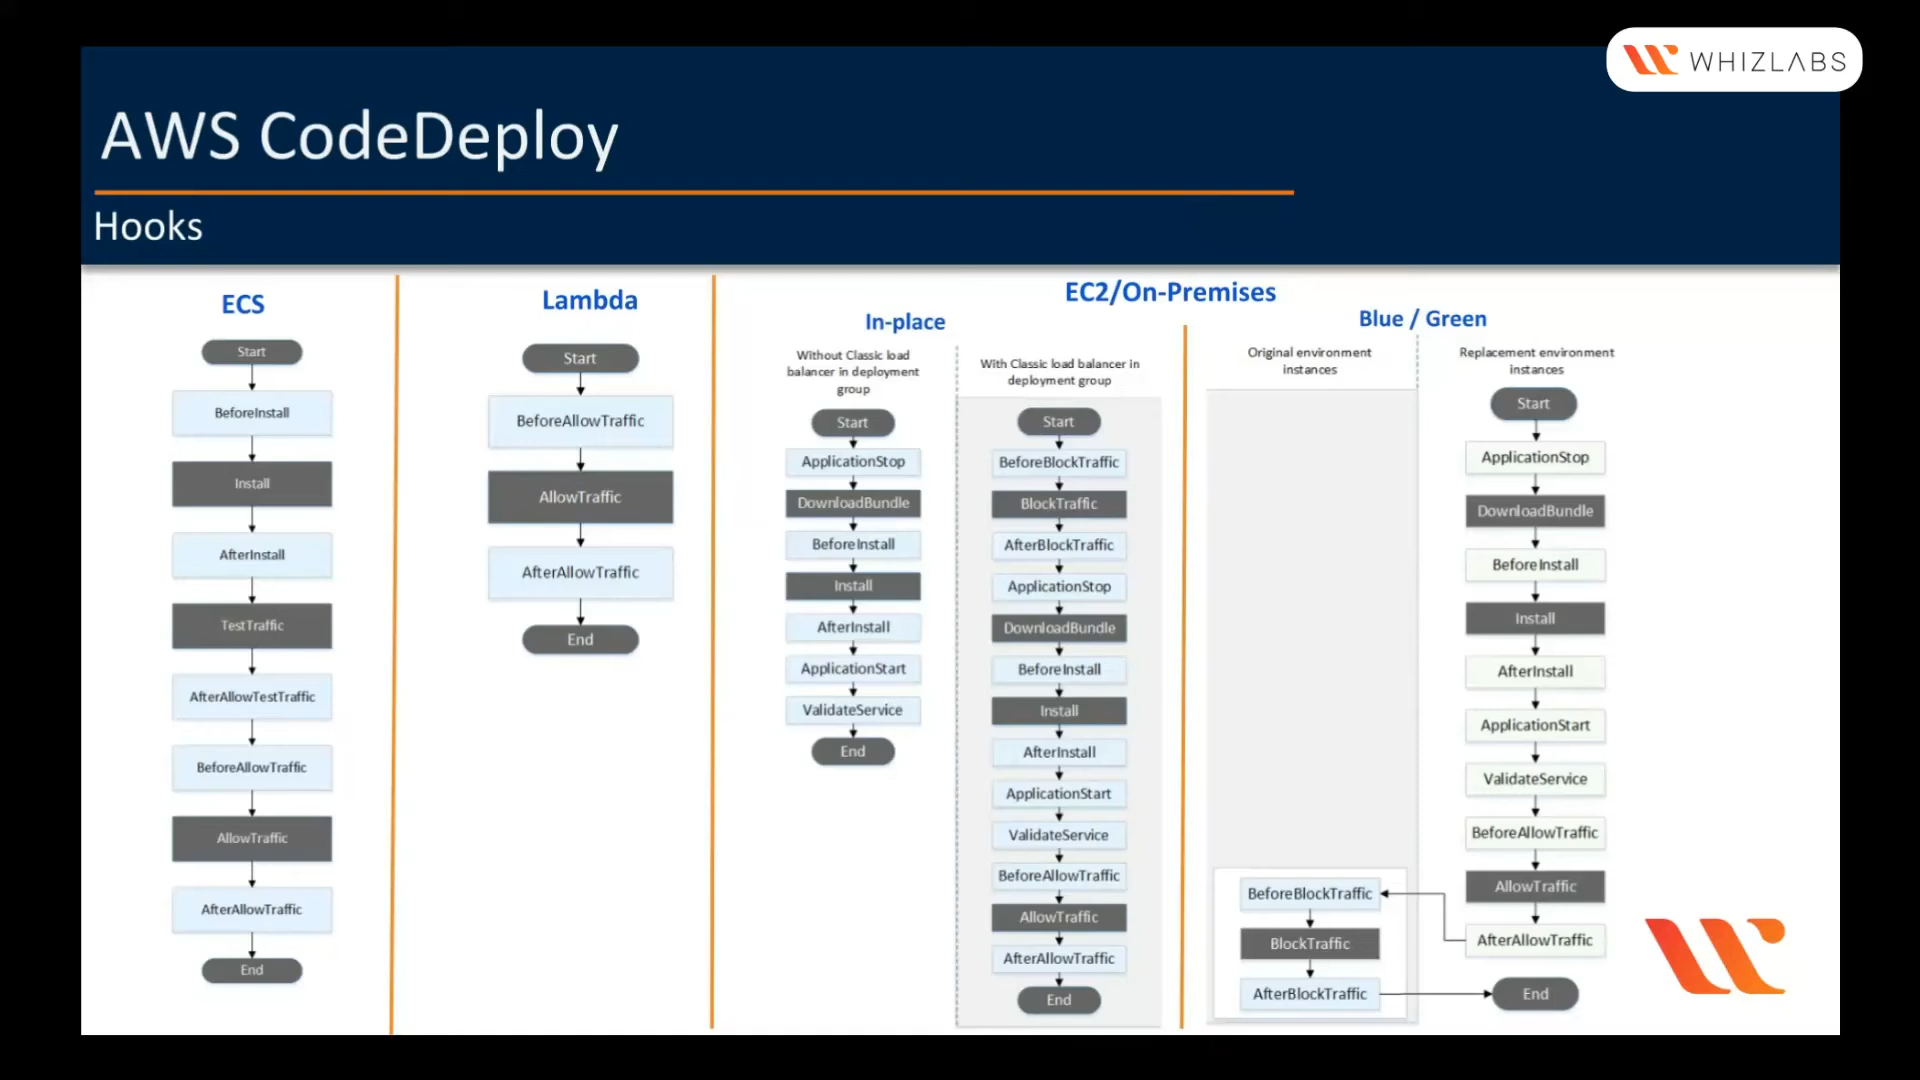 WHIZLABS
AWS CodeDeploy
Hooks
ECS
Start
BeforeInstall
Install
AfterInstall
TestTraffic
AfterAllowTestTraffic
BeforeAllowTraffic
AllowTraffic
AfterAllowTraffic
End
Lambda
Start
BeforeAllowTraffic
AllowTraffic
AfterAllowTraffic
End
EC2/On-Premises
In-place
Without Classic load
balancer in deployment
group
Start
ApplicationStop
DownloadBundle
BeforeInstall
Install
AfterInstall
ApplicationStart
ValidateService
End
With Classic load balancer in
deployment group
Start
BeforeBlockTraffic
BlockTraffic
AfterBlockTraffic
ApplicationStop
DownloadBundle
BeforeInstall
Install
AfterInstall
ApplicationStart
ValidateService
BeforeAllowTraffic
AllowTraffic
AfterAllowTraffic
End
Blue / Green
Original environment
instances
BeforeBlockTraffic
BlockTraffic
AfterBlockTraffic
Replacement environment
instances
Start
ApplicationStop
DownloadBundle
BeforeInstall
Install
AfterInstall
ApplicationStart
ValidateService
BeforeAllowTraffic
AllowTraffic
AfterAllowTraffic
End